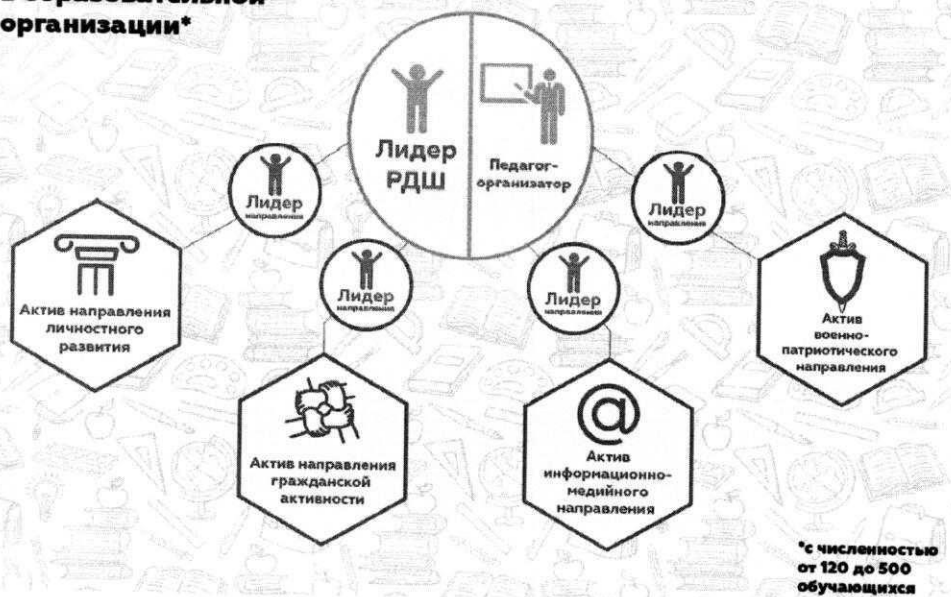 в образовательной
организации*
Лидер
РДШ
Педагог-
организатор
Лидер
направления
Лидер
направления
Лидер
направления
Лидер
направления
Актив направления
личностного
развития
Актив направления
гражданской
активности
Актив
информационно-
медийного
направления
Актив
военно-
патриотического
направления
*с численностью
от 120 до 500
обучающихся